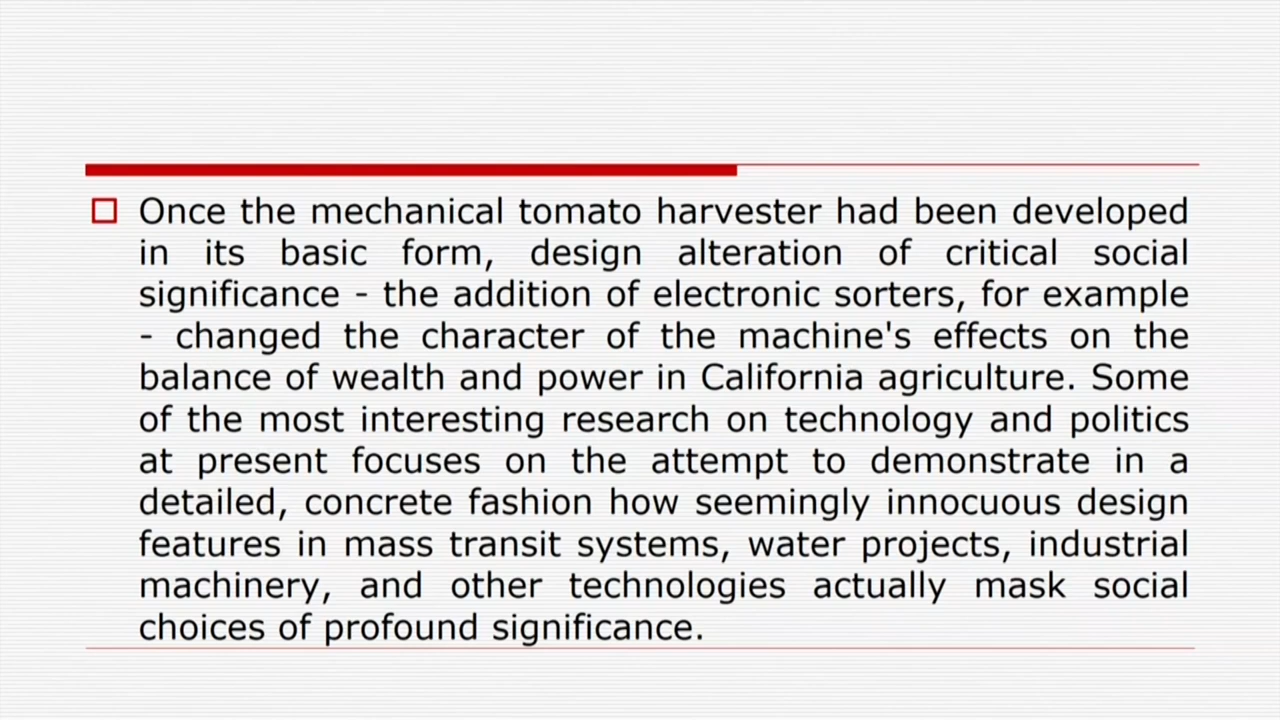 Once the mechanical tomato harvester had been developed
in its basic form, design alteration of critical social
significance - the addition of electronic sorters, for example
- changed the character of the machine's effects on the
balance of wealth and power in California agriculture. Some
of the most interesting research on technology and politics
at present focuses on the attempt to demonstrate in a
detailed, concrete fashion how seemingly innocuous design
features in mass transit systems, water projects, industrial
machinery, and other technologies actually mask social
choices of profound significance.